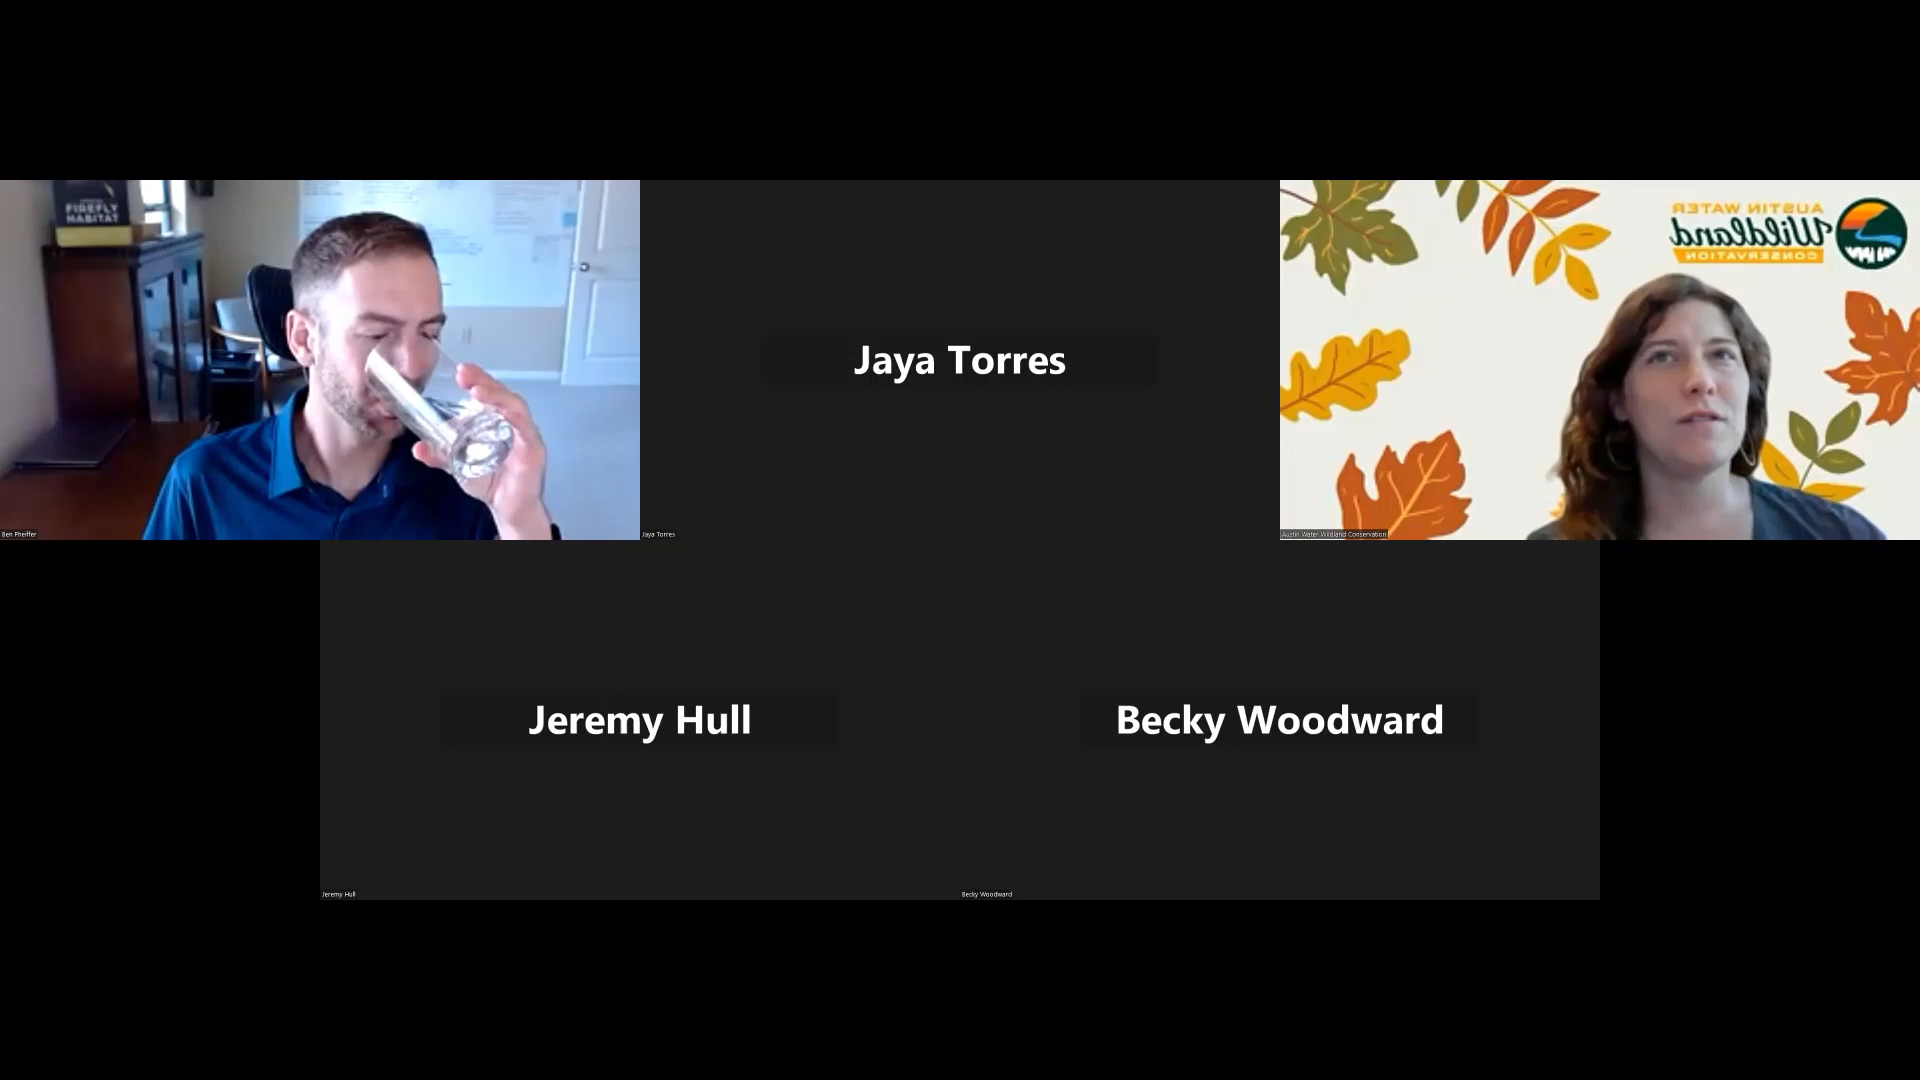 FIREFLY
HABITAT
Ben Pfeiffer
Jaya Torres
Jaya Torres
AUSTIN WATER
Wildland
CONSERVATION
Austin Water Wildland Conservation
Jeremy Hull
Jeremy Hull
Becky Woodward
Becky Woodward